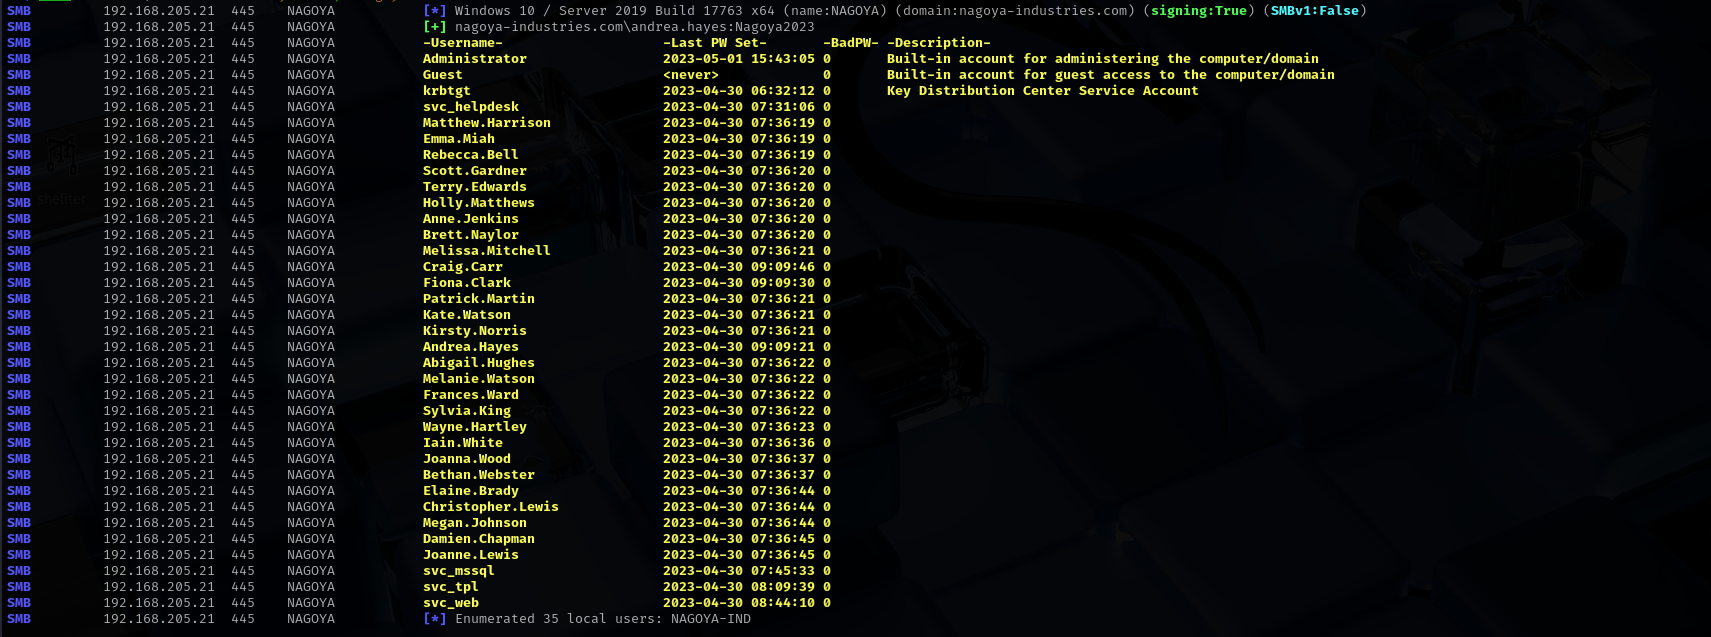 SMB 192.168.205.21 445 NAGOYA [*] Windows 10 / Server 2019 Build 17763 x64 (name:NAGOYA) (domain:nagoya-industries.com) (signing:True) (SMBv1:False)
SMB 192.168.205.21 445 NAGOYA [+] nagoya-industries.com\andrea.hayes:Nagoya2023
SMB 192.168.205.21 445 NAGOYA -Username- -Last PW Set- -BadPW- -Description-
SMB 192.168.205.21 445 NAGOYA Administrator 2023-05-01 15:43:05 0 Built-in account for administering the computer/domain
SMB 192.168.205.21 445 NAGOYA Guest <never> 0 Built-in account for guest access to the computer/domain
SMB 192.168.205.21 445 NAGOYA krbtgt 2023-04-30 06:32:12 0 Key Distribution Center Service Account
SMB 192.168.205.21 445 NAGOYA svc_helpdesk 2023-04-30 07:31:06 0
SMB 192.168.205.21 445 NAGOYA Matthew.Harrison 2023-04-30 07:36:19 0
SMB 192.168.205.21 445 NAGOYA Emma.Miah 2023-04-30 07:36:19 0
SMB 192.168.205.21 445 NAGOYA Rebecca.Bell 2023-04-30 07:36:19 0
SMB 192.168.205.21 445 NAGOYA Scott.Gardner 2023-04-30 07:36:20 0
SMB 192.168.205.21 445 NAGOYA Terry.Edwards 2023-04-30 07:36:20 0
SMB 192.168.205.21 445 NAGOYA Holly.Matthews 2023-04-30 07:36:20 0
SMB 192.168.205.21 445 NAGOYA Anne.Jenkins 2023-04-30 07:36:20 0
SMB 192.168.205.21 445 NAGOYA Brett.Naylor 2023-04-30 07:36:20 0
SMB 192.168.205.21 445 NAGOYA Melissa.Mitchell 2023-04-30 07:36:21 0
SMB 192.168.205.21 445 NAGOYA Craig.Carr 2023-04-30 09:09:46 0
SMB 192.168.205.21 445 NAGOYA Fiona.Clark 2023-04-30 09:09:30 0
SMB 192.168.205.21 445 NAGOYA Patrick.Martin 2023-04-30 07:36:21 0
SMB 192.168.205.21 445 NAGOYA Kate.Watson 2023-04-30 07:36:21 0
SMB 192.168.205.21 445 NAGOYA Kirsty.Norris 2023-04-30 07:36:21 0
SMB 192.168.205.21 445 NAGOYA Andrea.Hayes 2023-04-30 09:09:21 0
SMB 192.168.205.21 445 NAGOYA Abigail.Hughes 2023-04-30 07:36:22 0
SMB 192.168.205.21 445 NAGOYA Melanie.Watson 2023-04-30 07:36:22 0
SMB 192.168.205.21 445 NAGOYA Frances.Ward 2023-04-30 07:36:22 0
SMB 192.168.205.21 445 NAGOYA Sylvia.King 2023-04-30 07:36:22 0
SMB 192.168.205.21 445 NAGOYA Wayne.Hartley 2023-04-30 07:36:23 0
SMB 192.168.205.21 445 NAGOYA Iain.White 2023-04-30 07:36:36 0
SMB 192.168.205.21 445 NAGOYA Joanna.Wood 2023-04-30 07:36:37 0
SMB 192.168.205.21 445 NAGOYA Bethan.Webster 2023-04-30 07:36:37 0
SMB 192.168.205.21 445 NAGOYA Elaine.Brady 2023-04-30 07:36:44 0
SMB 192.168.205.21 445 NAGOYA Christopher.Lewis 2023-04-30 07:36:44 0
SMB 192.168.205.21 445 NAGOYA Megan.Johnson 2023-04-30 07:36:44 0
SMB 192.168.205.21 445 NAGOYA Damien.Chapman 2023-04-30 07:36:45 0
SMB 192.168.205.21 445 NAGOYA Joanne.Lewis 2023-04-30 07:36:45 0
SMB 192.168.205.21 445 NAGOYA svc_mssql 2023-04-30 07:45:33 0
SMB 192.168.205.21 445 NAGOYA svc_tpl 2023-04-30 08:09:39 0
SMB 192.168.205.21 445 NAGOYA svc_web 2023-04-30 08:44:10 0
SMB 192.168.205.21 445 NAGOYA [*] Enumerated 35 local users: NAGOYA-IND